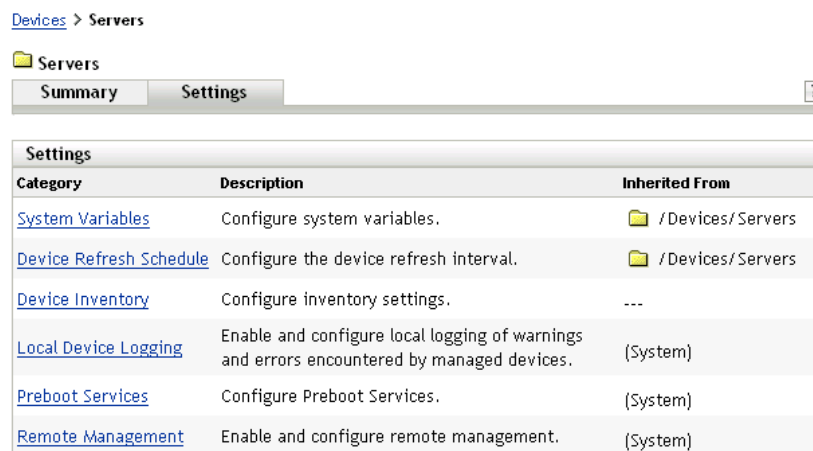 Devices > Servers
Servers
Summary Settings
Settings
Category Description Inherited From
System Variables Configure system variables. /Devices/Servers
Device Refresh Schedule Configure the device refresh interval. /Devices/Servers
Device Inventory Configure inventory settings. ---
Local Device Logging Enable and configure local logging of warnings
and errors encountered by managed devices. (System)
Preboot Services Configure Preboot Services. (System)
Remote Management Enable and configure remote management. (System)